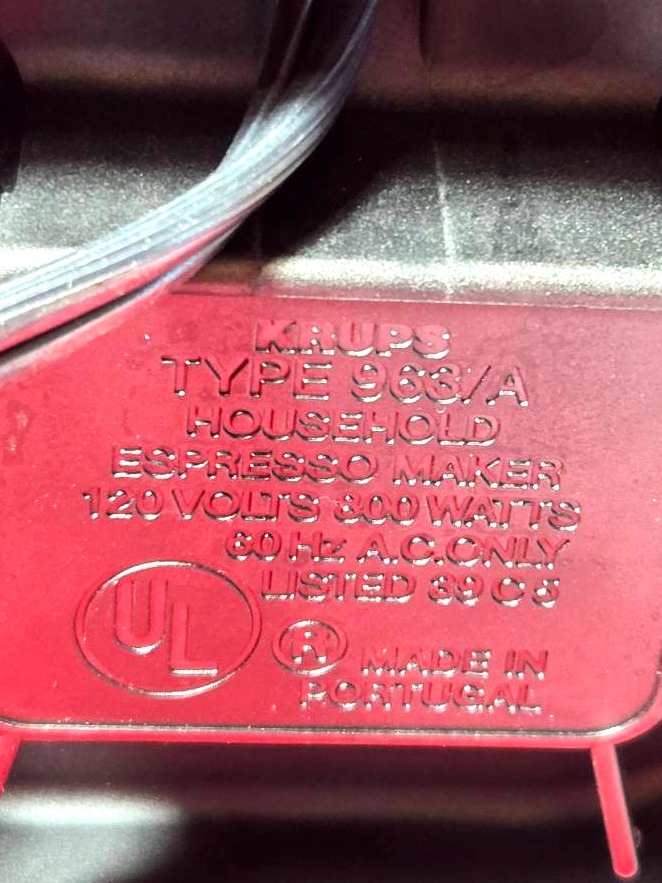 KRUPS
TYPE 963/A
HOUSEHOLD
ESPRESSO MAKER
120 VOLTS 800 WATTS
60 Hz A.C. ONLY
LISTED 39 C 5
UL
® MADE IN
PORTUGAL